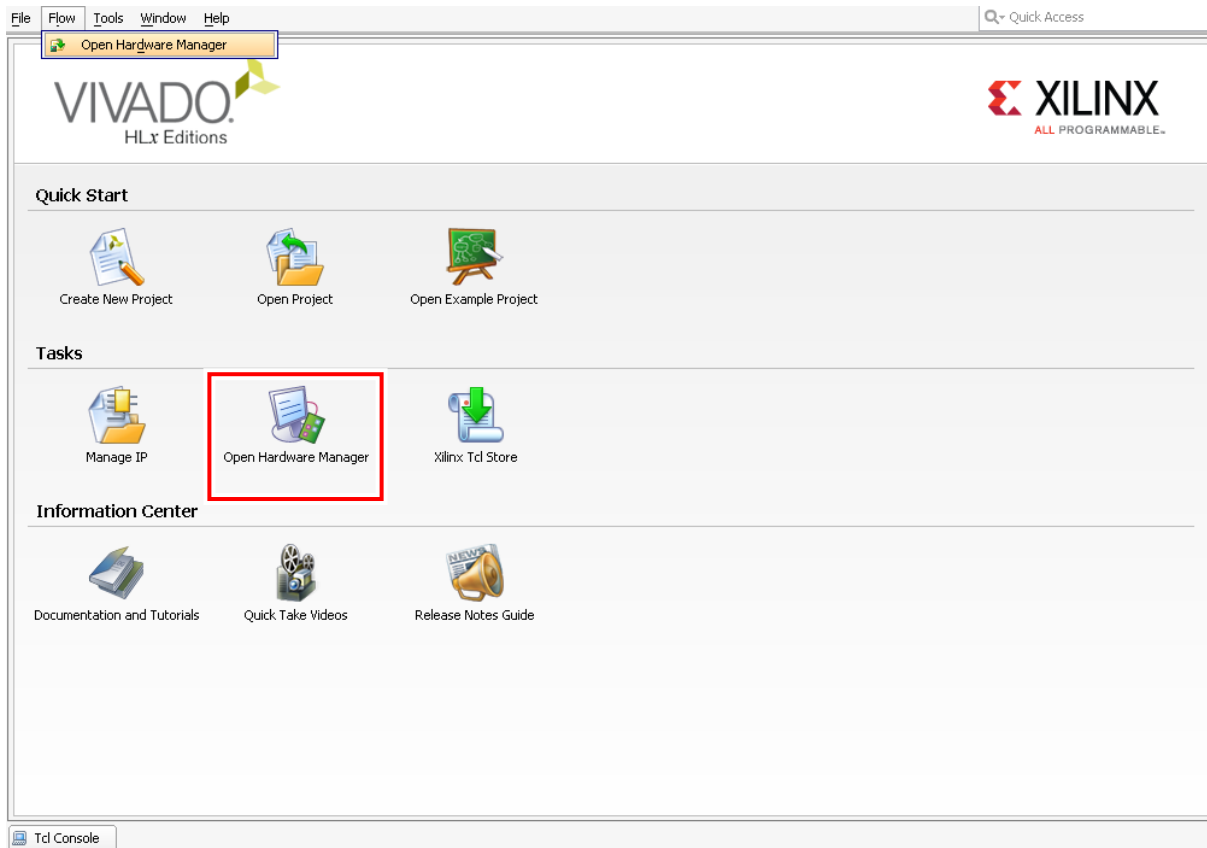 File Flow Tools Window Help Quick Access
Open Hardware Manager
VIVADO.
HLx Editions
XILINX
ALL PROGRAMMABLE™
Quick Start
Create New Project Open Project Open Example Project
Tasks
Manage IP Open Hardware Manager Xilinx Tcl Store
Information Center
NEWS
Documentation and Tutorials Quick Take Videos Release Notes Guide
Tcl Console